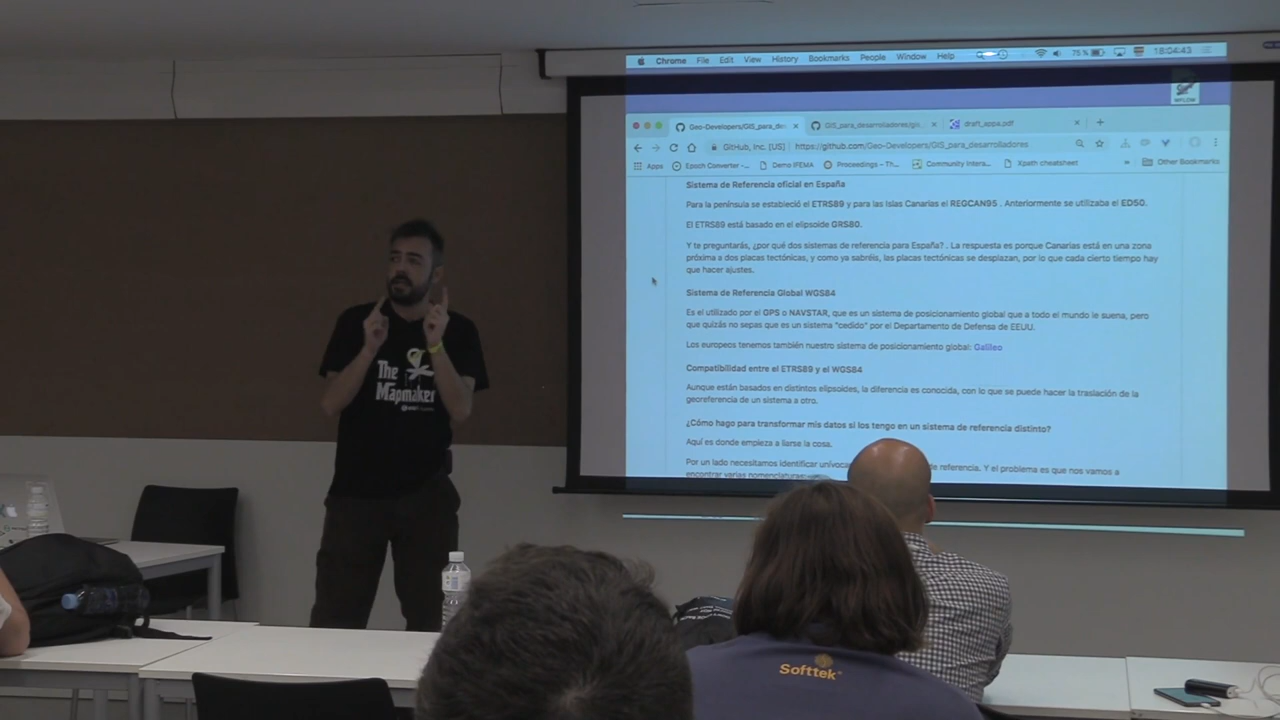 Chrome File Edit View History Bookmarks People Window Help 75 % 18:04:43
Geo-Developers/GIS_para_des GIS_para_desarrolladores/gis draft_appa.pdf
GitHub, Inc. [US] https://github.com/Geo-Developers/GIS_para_desarrolladores
Apps Epoch Converter -... Demo IFEMA Proceedings – Th... Community Intera... Xpath cheatsheet » Other Bookmarks
Sistema de Referencia oficial en España
Para la península se estableció el ETRS89 y para las Islas Canarias el REGCAN95 . Anteriormente se utilizaba el ED50.
El ETRS89 está basado en el elipsoide GRS80.
Y te preguntarás, ¿por qué dos sistemas de referencia para España? . La respuesta es porque Canarias está en una zona
próxima a dos placas tectónicas, y como ya sabréis, las placas tectónicas se desplazan, por lo que cada cierto tiempo hay
que hacer ajustes.
Sistema de Referencia Global WGS84
Es el utilizado por el GPS o NAVSTAR, que es un sistema de posicionamiento global que a todo el mundo le suena, pero
que quizás no sepas que es un sistema "cedido" por el Departamento de Defensa de EEUU.
Los europeos tenemos también nuestro sistema de posicionamiento global: Galileo
Compatibilidad entre el ETRS89 y el WGS84
Aunque están basados en distintos elipsoides, la diferencia es conocida, con lo que se puede hacer la traslación de la
georeferencia de un sistema a otro.
¿Cómo hago para transformar mis datos si los tengo en un sistema de referencia distinto?
Aquí es donde empieza a liarse la cosa.
Por un lado necesitamos identificar unívoca de referencia. Y el problema es que nos vamos a
encontrar varias nomenclaturas:
The
Mapmaker
Softtek